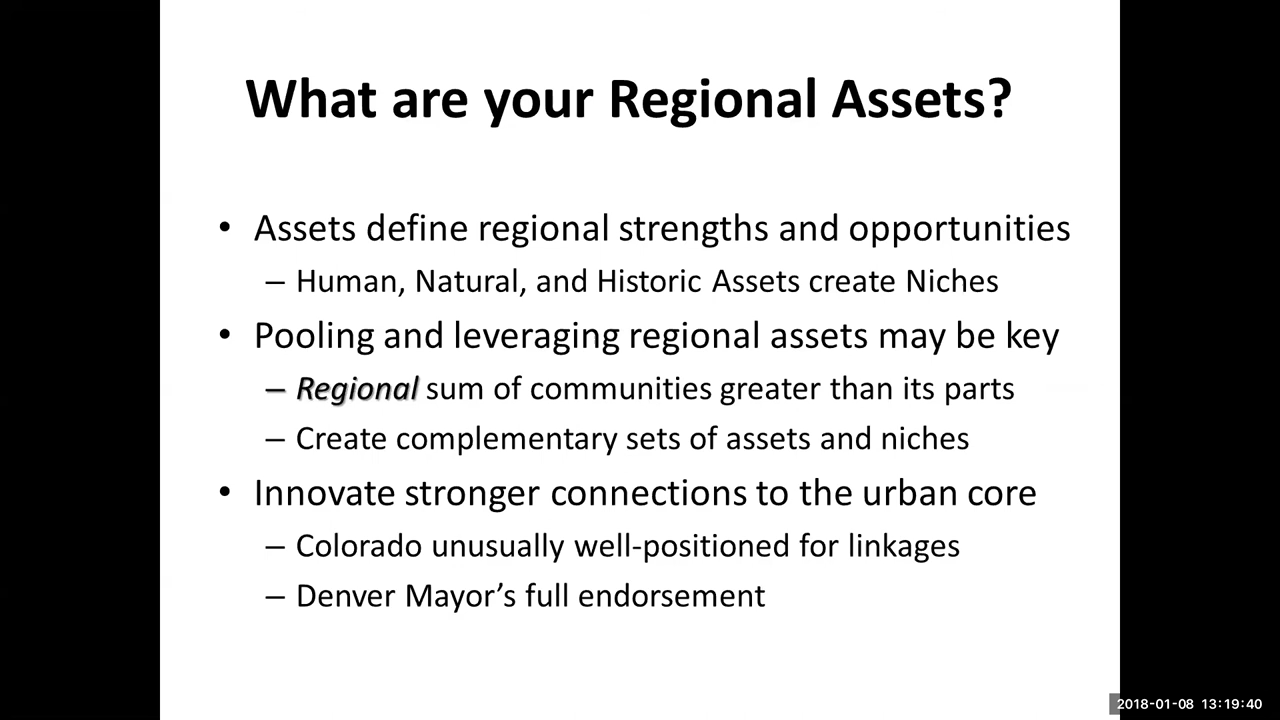 What are your Regional Assets?
• Assets define regional strengths and opportunities
– Human, Natural, and Historic Assets create Niches
• Pooling and leveraging regional assets may be key
– Regional sum of communities greater than its parts
– Create complementary sets of assets and niches
• Innovate stronger connections to the urban core
– Colorado unusually well-positioned for linkages
– Denver Mayor’s full endorsement
2018-01-08 13:19:40